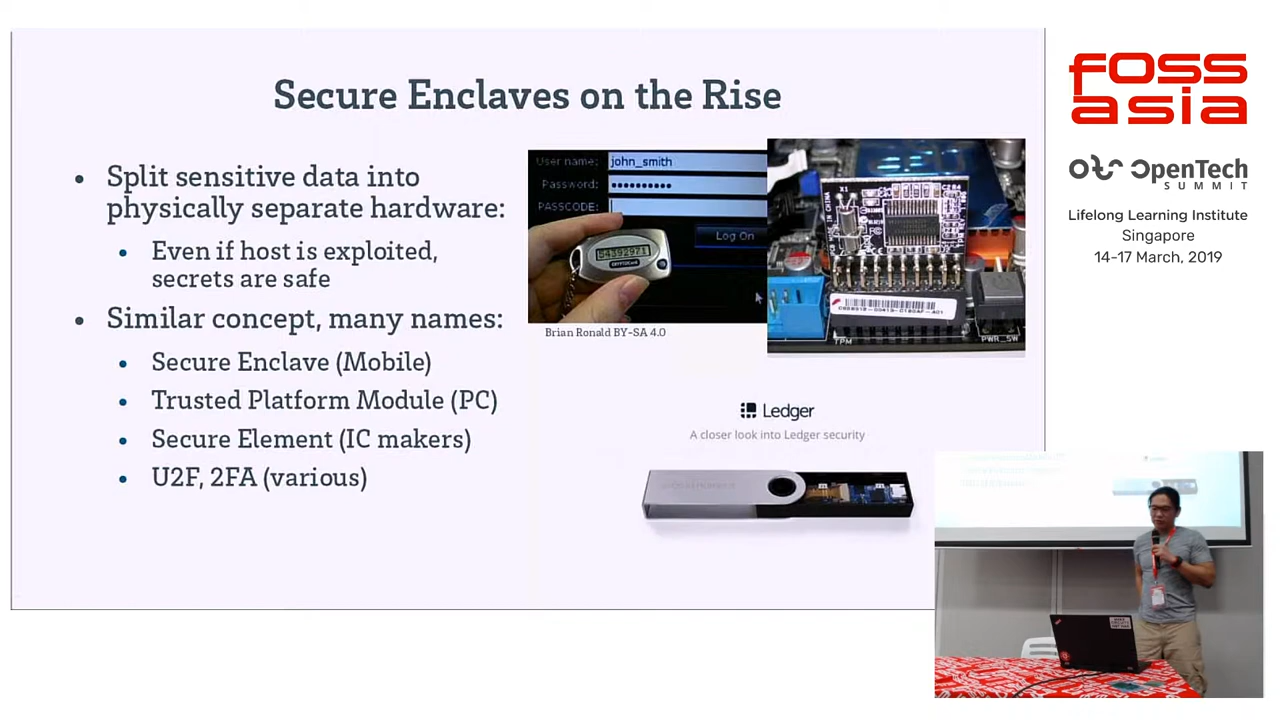 Secure Enclaves on the Rise
• Split sensitive data into
physically separate hardware:
• Even if host is exploited,
secrets are safe
• Similar concept, many names:
• Secure Enclave (Mobile)
• Trusted Platform Module (PC)
• Secure Element (IC makers)
• U2F, 2FA (various)
User name: john_smith
Password: ••••••••••
PASSCODE:
Log On
Brian Ronald BY-SA 4.0
X1
TPM
PWR_SW
Ledger
A closer look into Ledger security
FOSS
asia
OpenTech
SUMMIT
Lifelong Learning Institute
Singapore
14-17 March, 2019